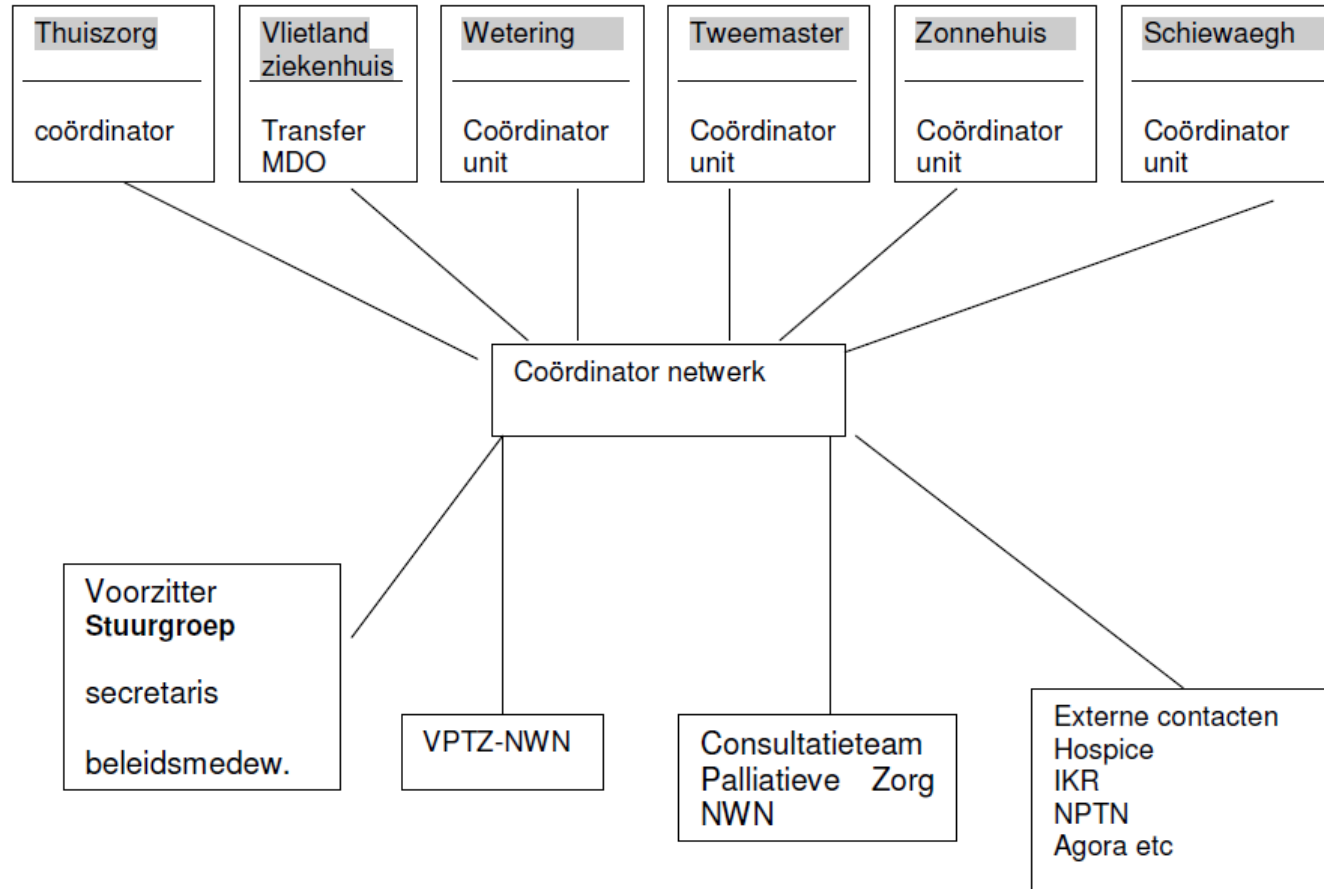 Thuiszorg
coördinator
Vlietland
ziekenhuis
Transfer
MDO
Wetering
Coördinator
unit
Tweemaster
Coördinator
unit
Zonnehuis
Coördinator
unit
Schiewaegh
Coördinator
unit
Coördinator netwerk
Voorzitter
Stuurgroep
secretaris
beleidsmedew.
VPTZ-NWN
Consultatieteam
Palliatieve Zorg
NWN
Externe contacten
Hospice
IKR
NPTN
Agora etc